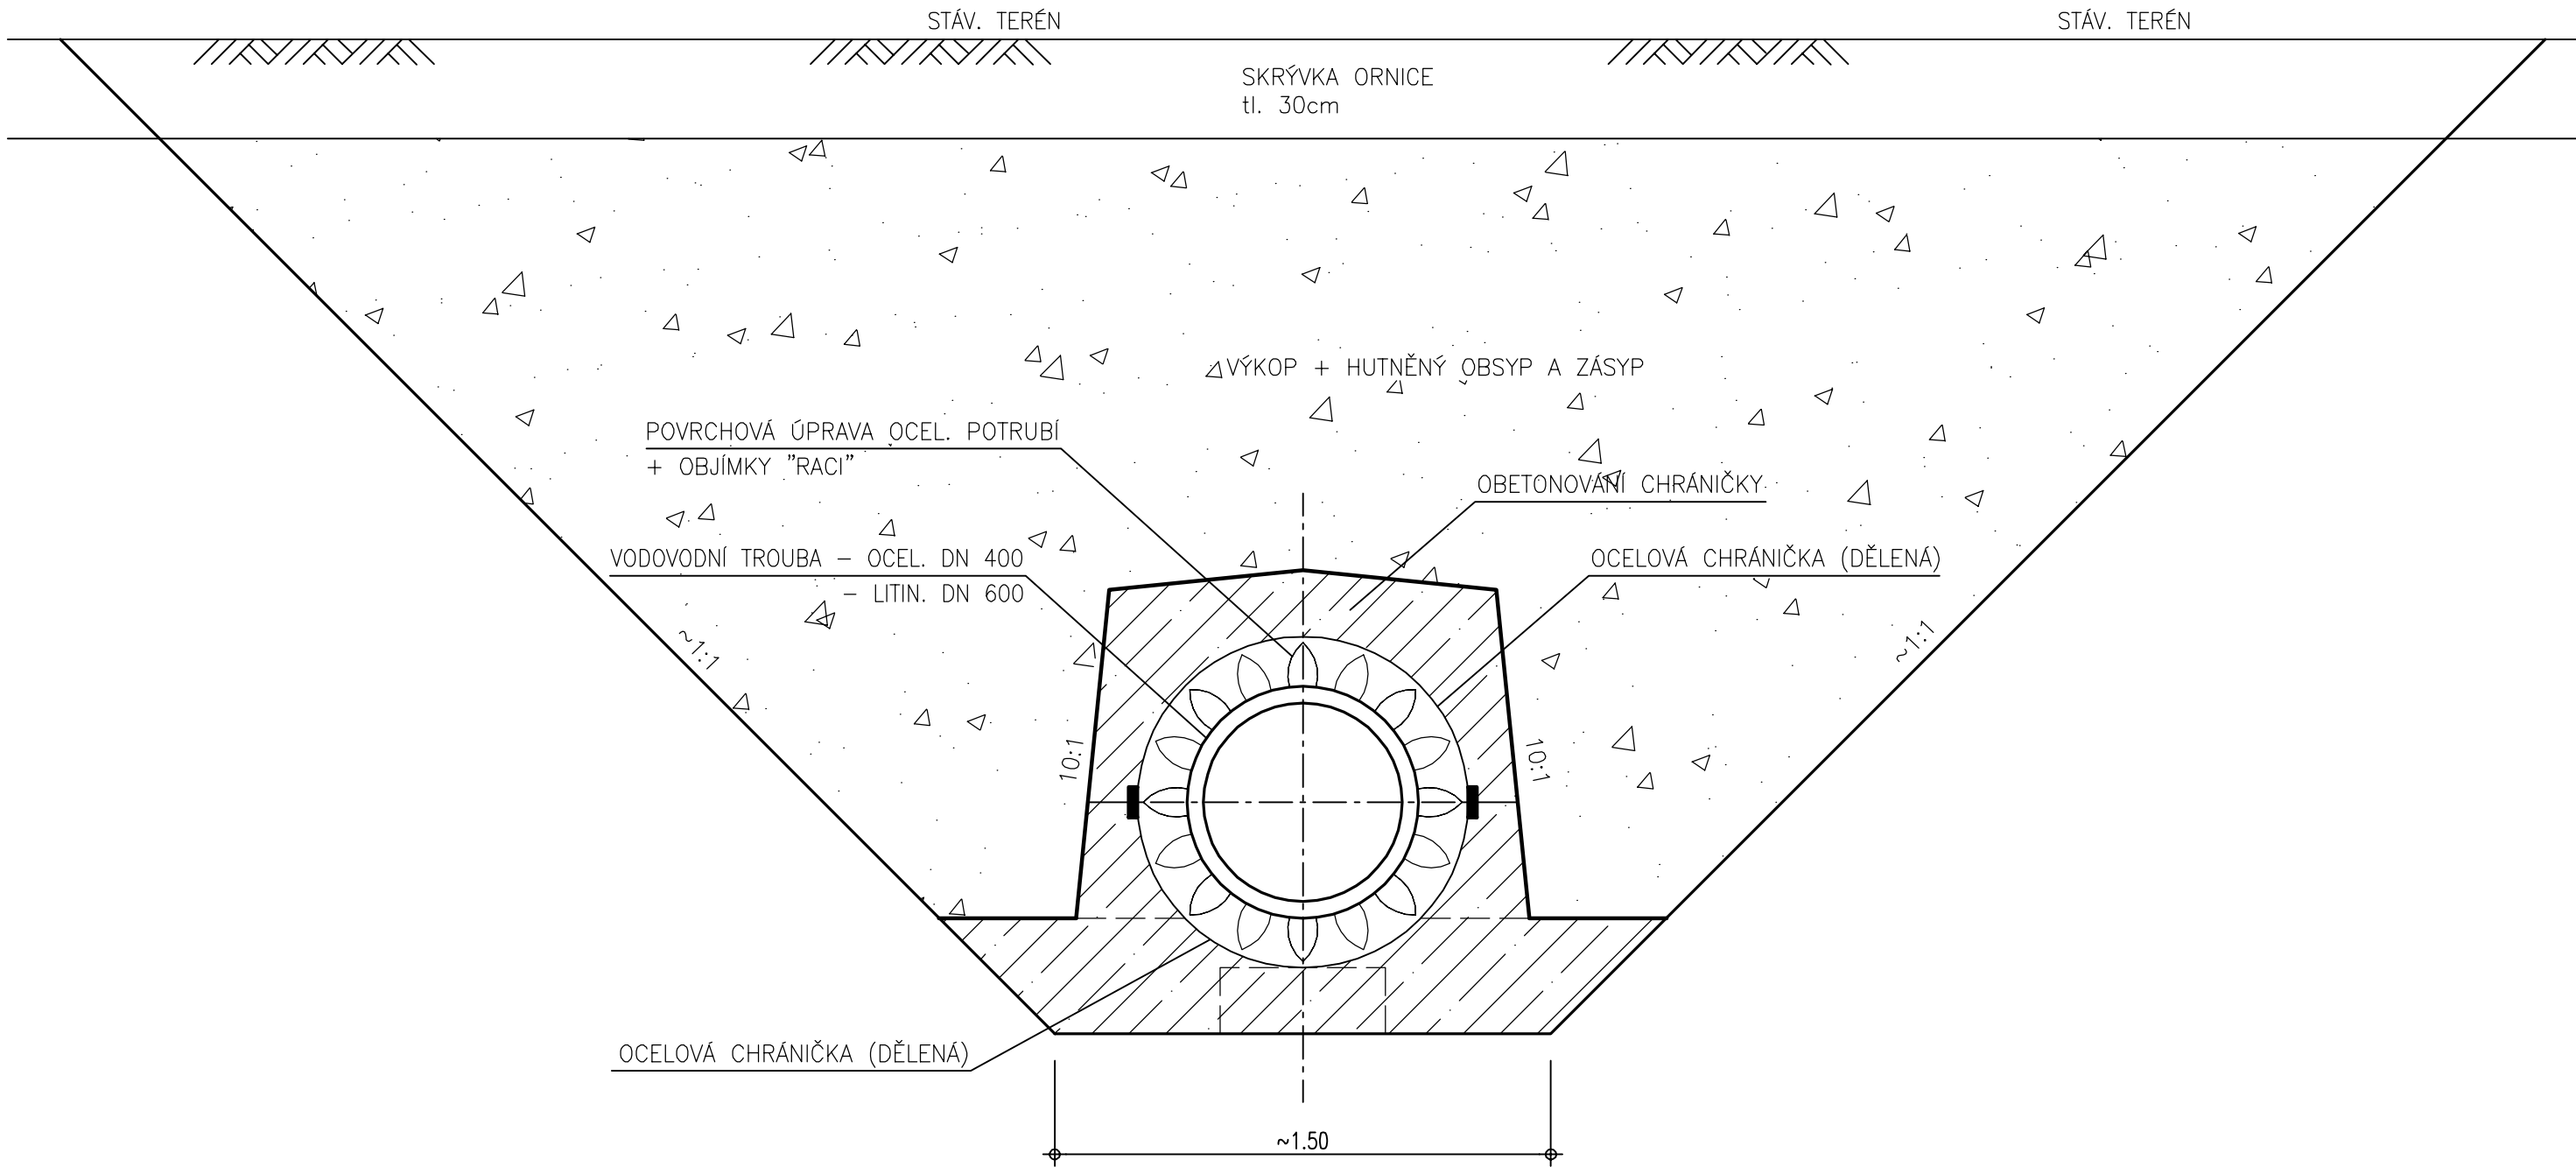 STÁV. TERÉN
STÁV. TERÉN
SKRÝVKA ORNICE
tl. 30cm
VÝKOP + HUTNĚNÝ OBSYP A ZÁSYP
POVRCHOVÁ ÚPRAVA OCEL. POTRUBÍ
+ OBJÍMKY "RACI"
OBETONOVÁNÍ CHRÁNIČKY
VODOVODNÍ TROUBA - OCEL. DN 400
- LITIN. DN 600
OCELOVÁ CHRÁNIČKA (DĚLENÁ)
~1:1
~1:1
10:1
10:1
OCELOVÁ CHRÁNIČKA (DĚLENÁ)
~1.50